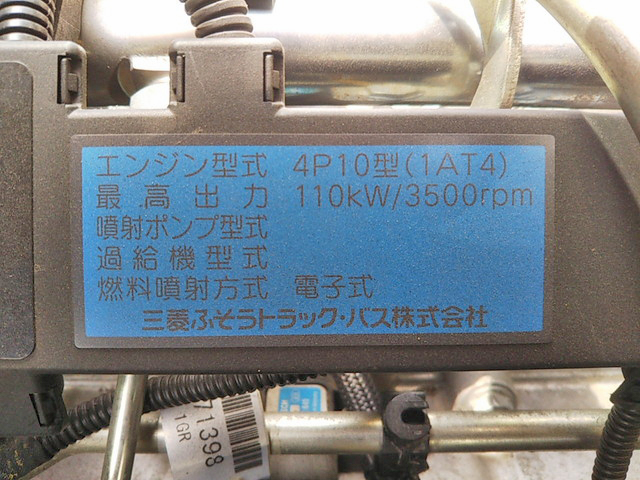 エンジン型式 4P10型(1AT4)
最高出力 110kW/3500rpm
噴射ポンプ型式
過給機型式
燃料噴射方式 電子式
三菱ふそうトラック・バス株式会社
71398
1GR